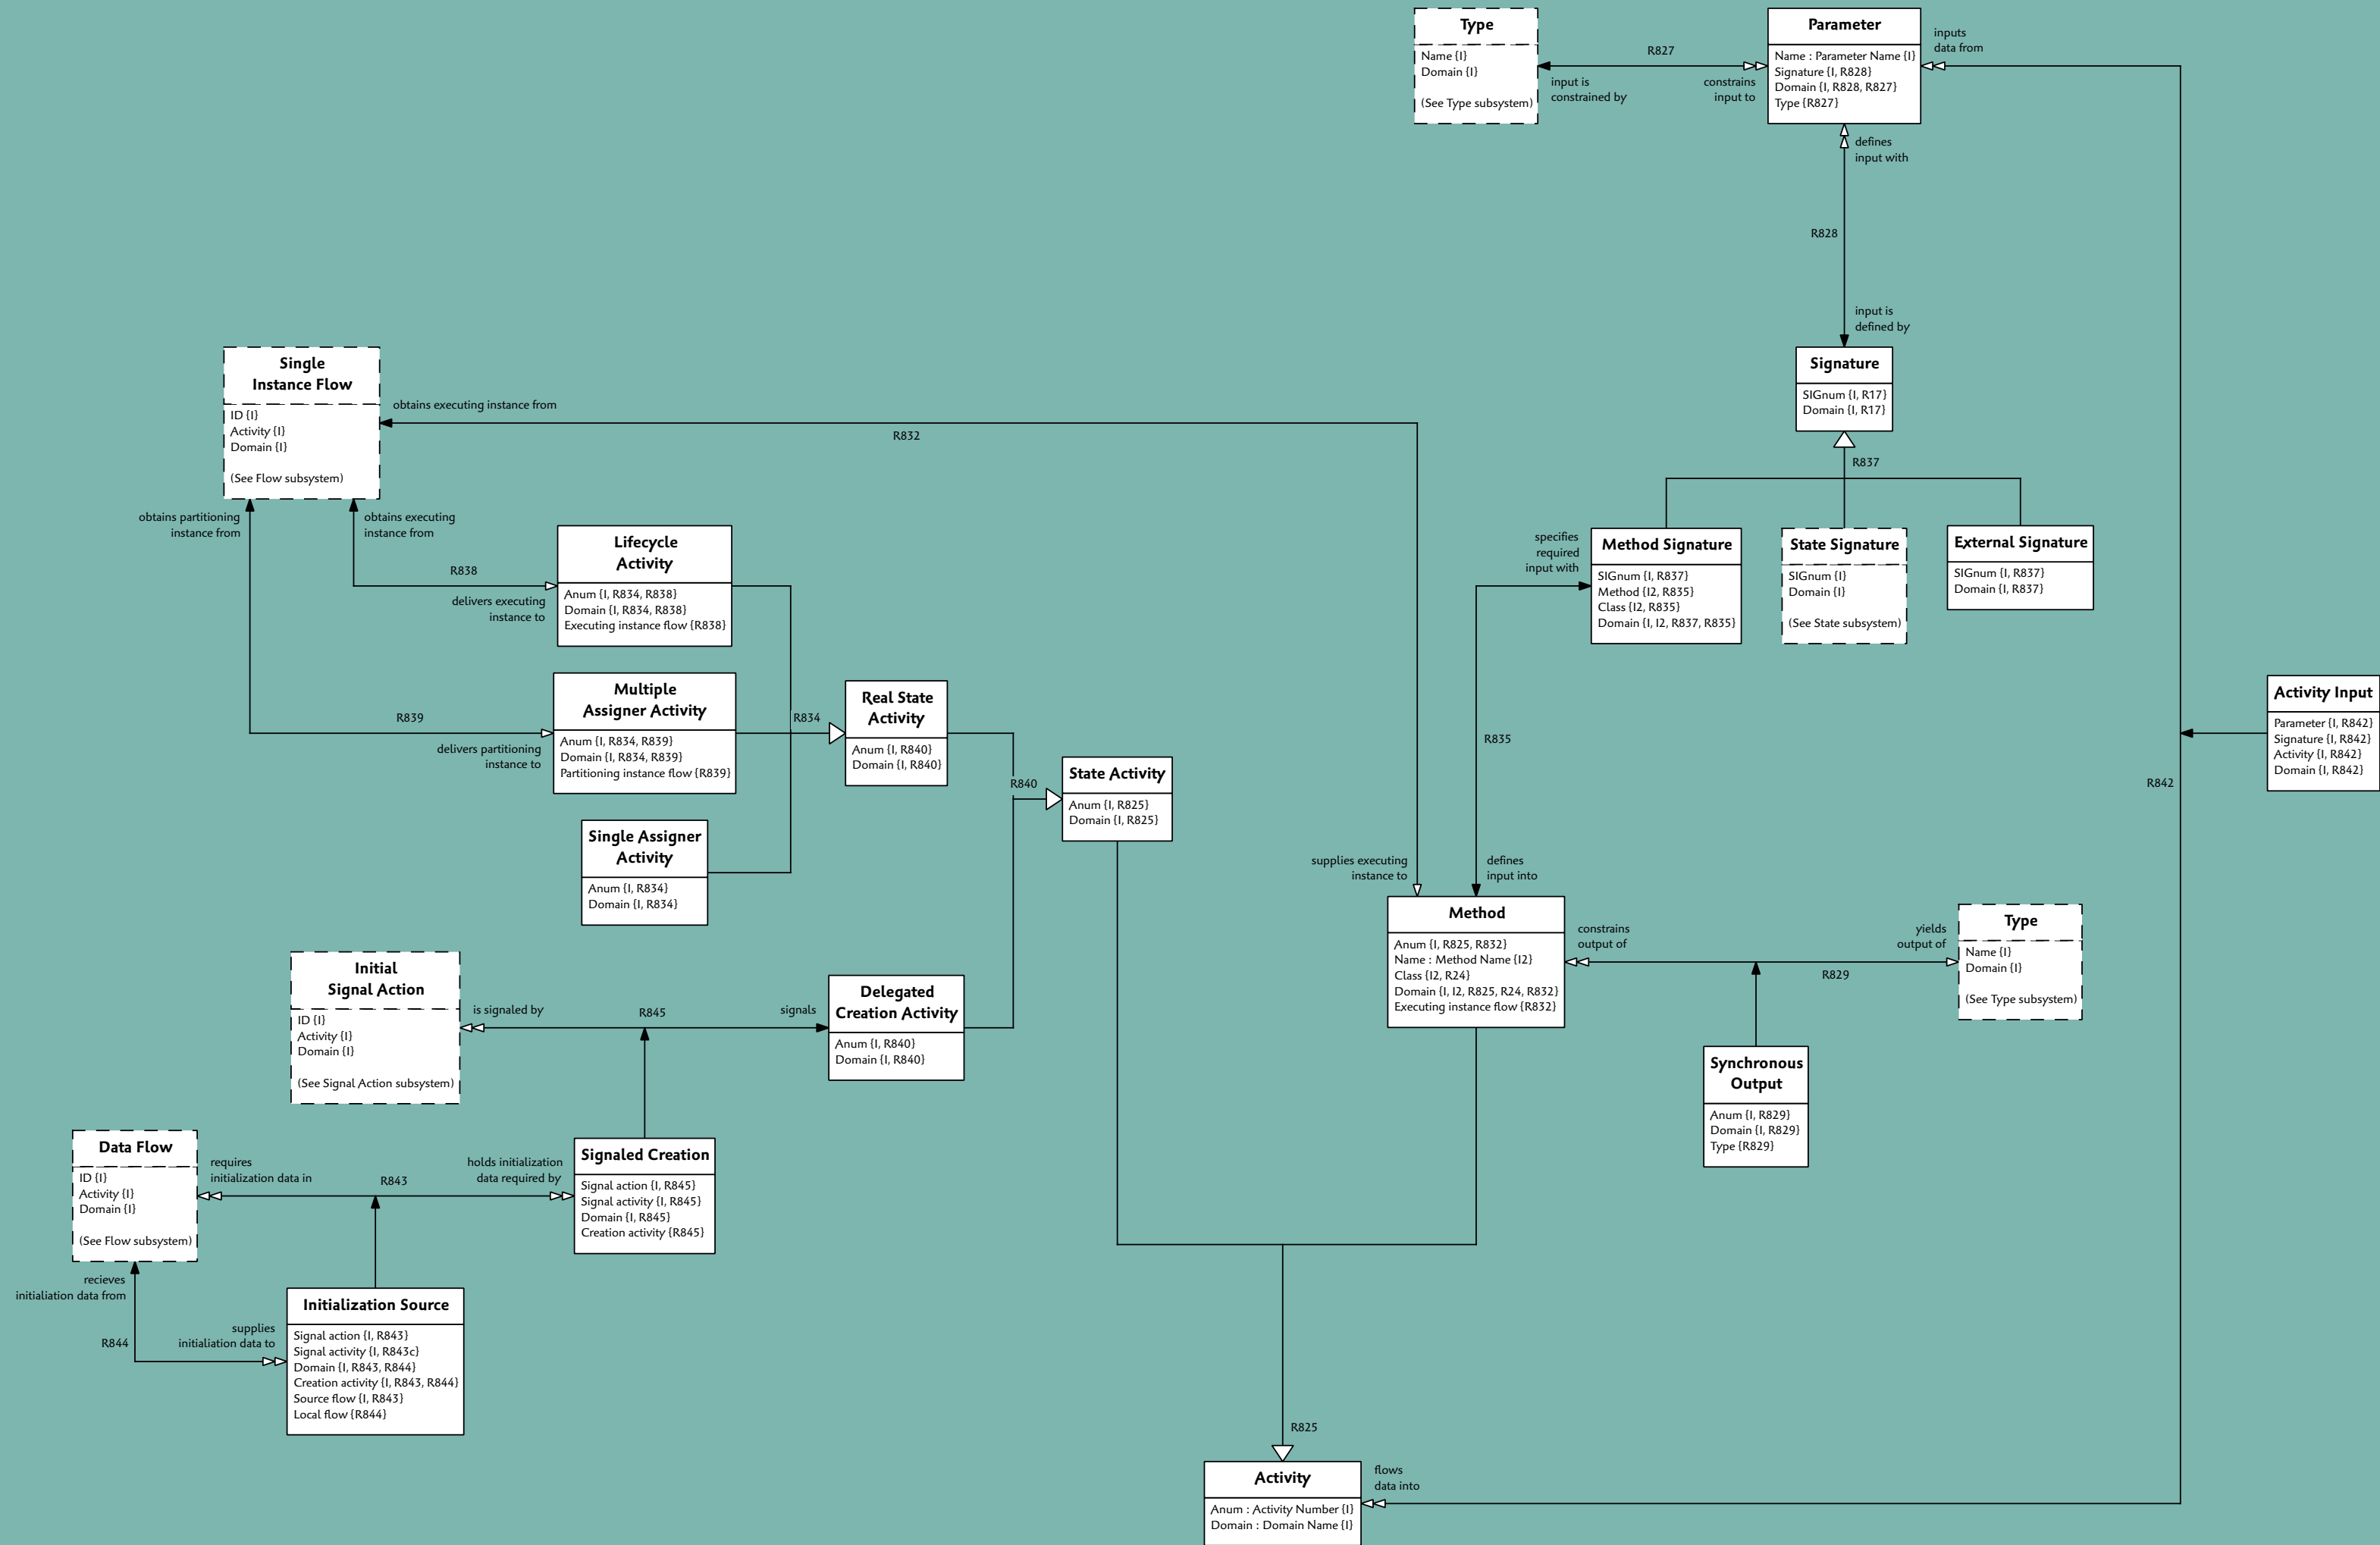 Type
Name {I}
Domain {I}
(See Type subsystem)
R827
input is
constrained by
constrains
input to
Parameter
Name : Parameter Name {I}
Signature {I, R828}
Domain {I, R828, R827}
Type {R827}
inputs
data from
defines
input with
R828
input is
defined by
Signature
SIGnum {I, R17}
Domain {I, R17}
R837
Single
Instance Flow
ID {I}
Activity {I}
Domain {I}
(See Flow subsystem)
obtains executing instance from
R832
obtains partitioning
instance from
obtains executing
instance from
R838
delivers executing
instance to
Lifecycle
Activity
Anum {I, R834, R838}
Domain {I, R834, R838}
Executing instance flow {R838}
specifies
required
input with
Method Signature
SIGnum {I, R837}
Method {I2, R835}
Class {I2, R835}
Domain {I, I2, R837, R835}
State Signature
SIGnum {I}
Domain {I}
(See State subsystem)
External Signature
SIGnum {I, R837}
Domain {I, R837}
R839
delivers partitioning
instance to
Multiple
Assigner Activity
Anum {I, R834, R839}
Domain {I, R834, R839}
Partitioning instance flow {R839}
R834
Real State
Activity
Anum {I, R840}
Domain {I, R840}
R840
State Activity
Anum {I, R825}
Domain {I, R825}
R835
Activity Input
Parameter {I, R842}
Signature {I, R842}
Activity {I, R842}
Domain {I, R842}
R842
Single Assigner
Activity
Anum {I, R834}
Domain {I, R834}
supplies executing
instance to
defines
input into
Method
Anum {I, R825, R832}
Name : Method Name {I2}
Class {I2, R24}
Domain {I, I2, R825, R24, R832}
Executing instance flow {R832}
constrains
output of
yields
output of
R829
Type
Name {I}
Domain {I}
(See Type subsystem)
Initial
Signal Action
ID {I}
Activity {I}
Domain {I}
(See Signal Action subsystem)
is signaled by
R845
signals
Delegated
Creation Activity
Anum {I, R840}
Domain {I, R840}
Synchronous
Output
Anum {I, R829}
Domain {I, R829}
Type {R829}
Data Flow
ID {I}
Activity {I}
Domain {I}
(See Flow subsystem)
requires
initialization data in
R843
holds initialization
data required by
Signaled Creation
Signal action {I, R845}
Signal activity {I, R845}
Domain {I, R845}
Creation activity {R845}
recieves
initialiation data from
R844
supplies
initialiation data to
Initialization Source
Signal action {I, R843}
Signal activity {I, R843c}
Domain {I, R843, R844}
Creation activity {I, R843, R844}
Source flow {I, R843}
Local flow {R844}
R825
Activity
Anum : Activity Number {I}
Domain : Domain Name {I}
flows
data into